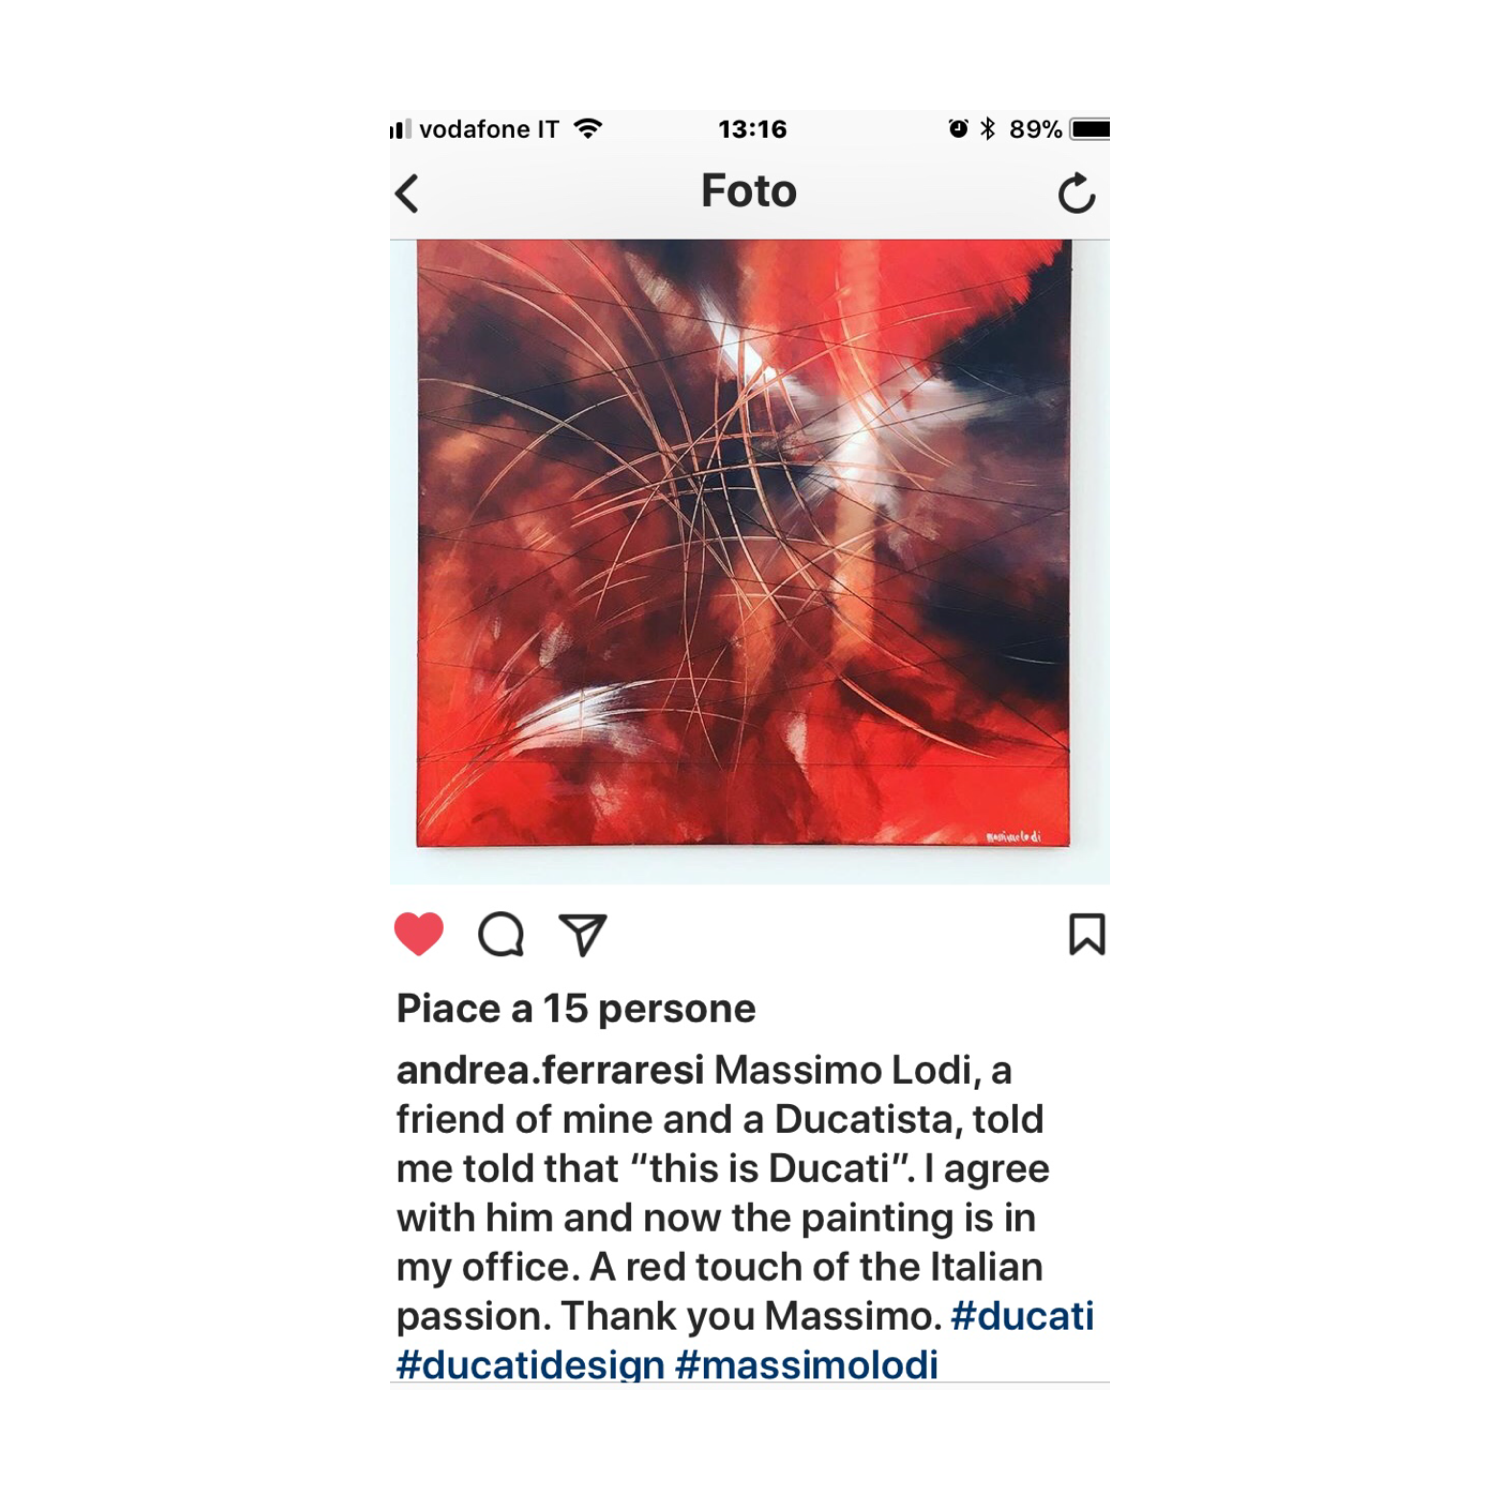 vodafone IT 13:16 89%
Foto
massimolodi
Piace a 15 persone
andrea.ferraresi Massimo Lodi, a
friend of mine and a Ducatista, told
me told that “this is Ducati”. I agree
with him and now the painting is in
my office. A red touch of the Italian
passion. Thank you Massimo. #ducati
#ducatidesign #massimolodi